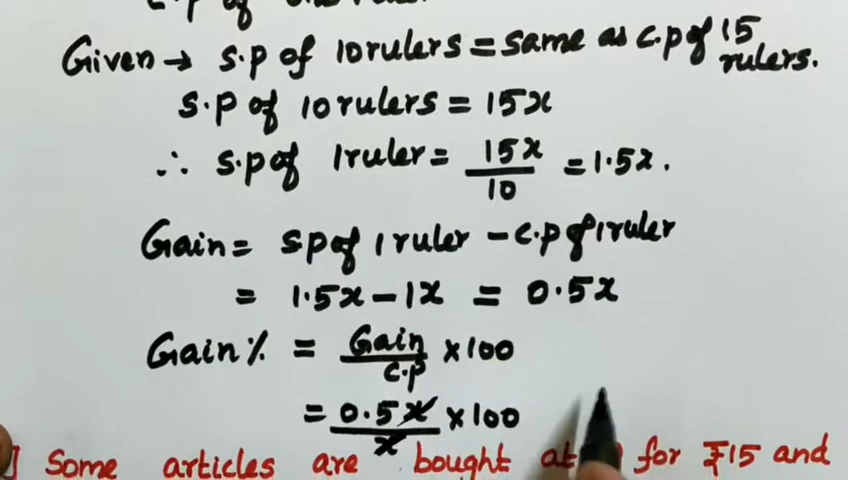 C.P of
Given → S.P of 10 rulers = same as C.P of 15 rulers.
S.P of 10 rulers = 15x
∴ S.P of 1 ruler = 15x/10 = 1.5x.
Gain = S P of 1 ruler - C.P of 1 ruler
= 1.5x - 1x = 0.5x
Gain % = Gain/C.P × 100
= 0.5x/x × 100
] Some articles are bought at for ₹15 and